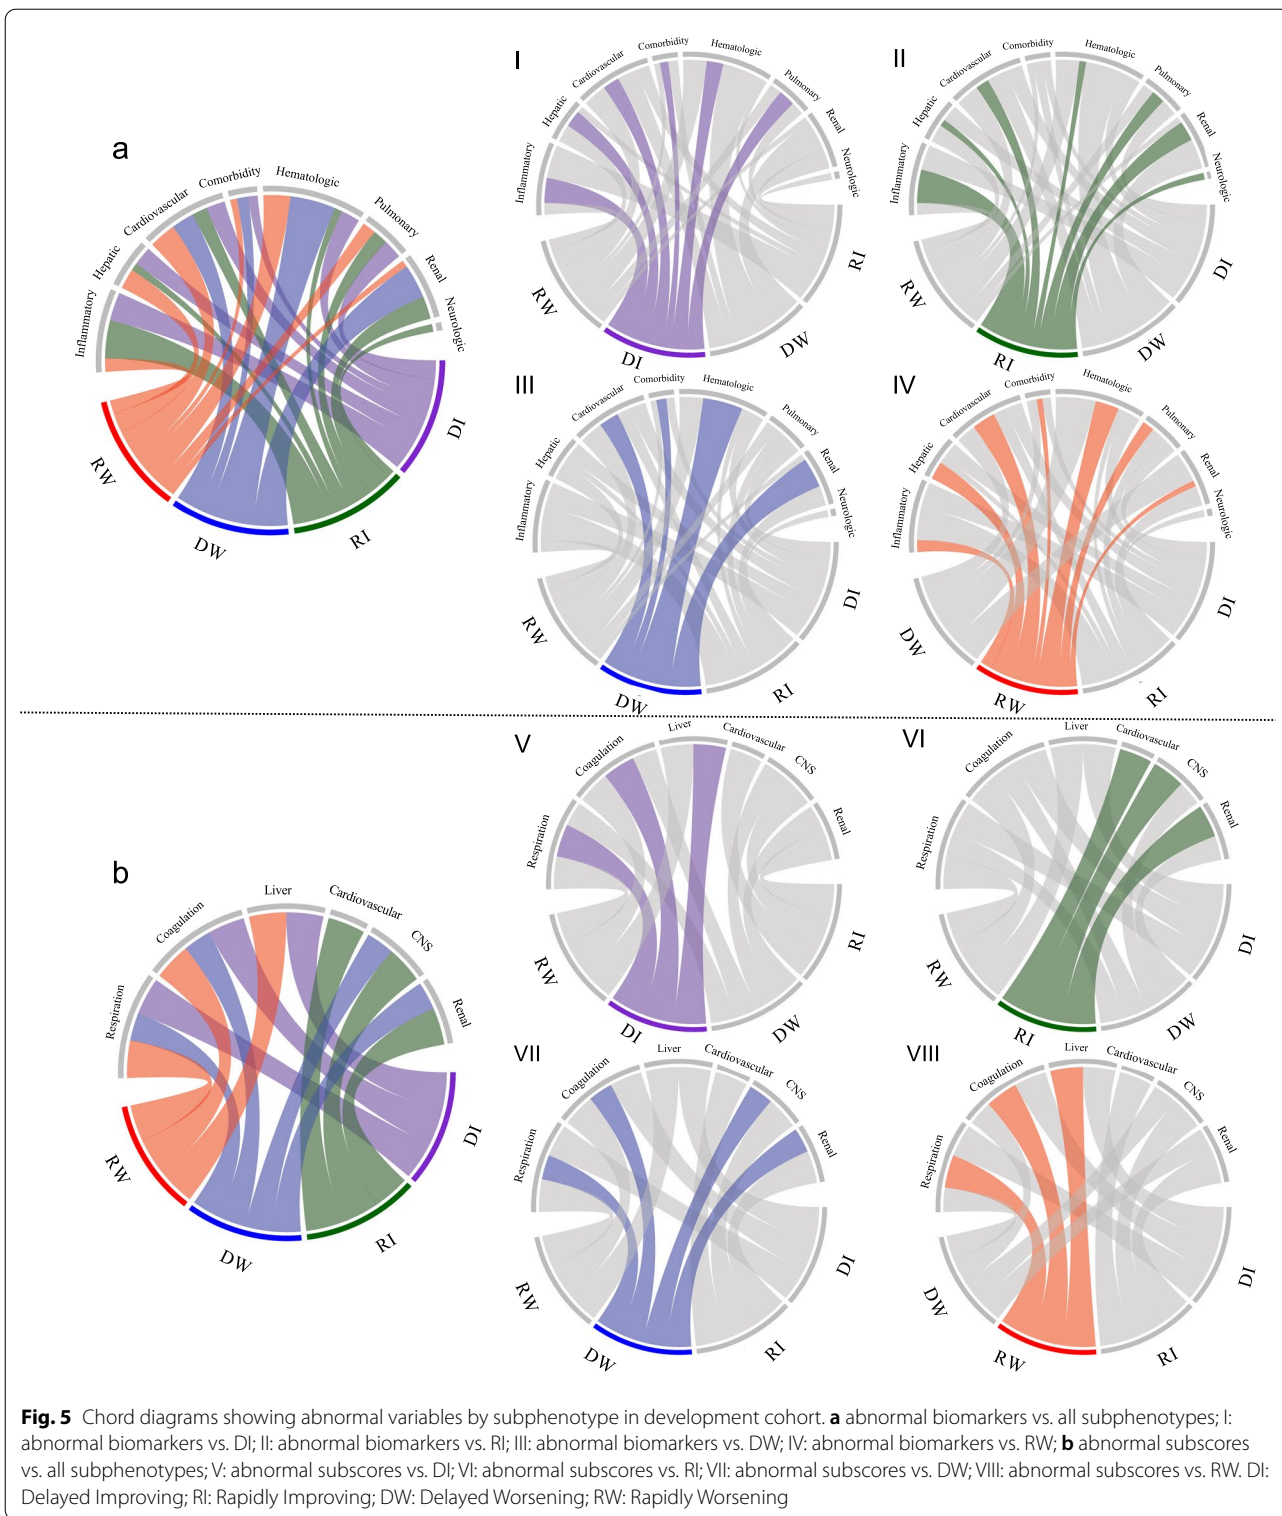 a
Inflammatory
Hepatic
Cardiovascular
Comorbidity
Hematologic
Pulmonary
Renal
Neurologic
RW
DW
RI
DI
I
Inflammatory
Hepatic
Cardiovascular
Comorbidity
Hematologic
Pulmonary
Renal
Neurologic
RW
DI
DW
RI
II
Inflammatory
Hepatic
Cardiovascular
Comorbidity
Hematologic
Pulmonary
Renal
Neurologic
RW
RI
DW
DI
III
Inflammatory
Hepatic
Cardiovascular
Comorbidity
Hematologic
Pulmonary
Renal
Neurologic
RW
DW
RI
DI
IV
Inflammatory
Hepatic
Cardiovascular
Comorbidity
Hematologic
Pulmonary
Renal
Neurologic
DW
RW
RI
DI
b
Respiration
Coagulation
Liver
Cardiovascular
CNS
Renal
RW
DW
RI
DI
V
Respiration
Coagulation
Liver
Cardiovascular
CNS
Renal
RW
DI
DW
RI
VI
Respiration
Coagulation
Liver
Cardiovascular
CNS
Renal
RW
RI
DW
DI
VII
Respiration
Coagulation
Liver
Cardiovascular
CNS
Renal
RW
DW
RI
DI
VIII
Respiration
Coagulation
Liver
Cardiovascular
CNS
Renal
DW
RW
RI
DI
Fig. 5 Chord diagrams showing abnormal variables by subphenotype in development cohort. a abnormal biomarkers vs. all subphenotypes; I:
abnormal biomarkers vs. DI; II: abnormal biomarkers vs. RI; III: abnormal biomarkers vs. DW; IV: abnormal biomarkers vs. RW; b abnormal subscores
vs. all subphenotypes; V: abnormal subscores vs. DI; VI: abnormal subscores vs. RI; VII: abnormal subscores vs. DW; VIII: abnormal subscores vs. RW. DI:
Delayed Improving; RI: Rapidly Improving; DW: Delayed Worsening; RW: Rapidly Worsening